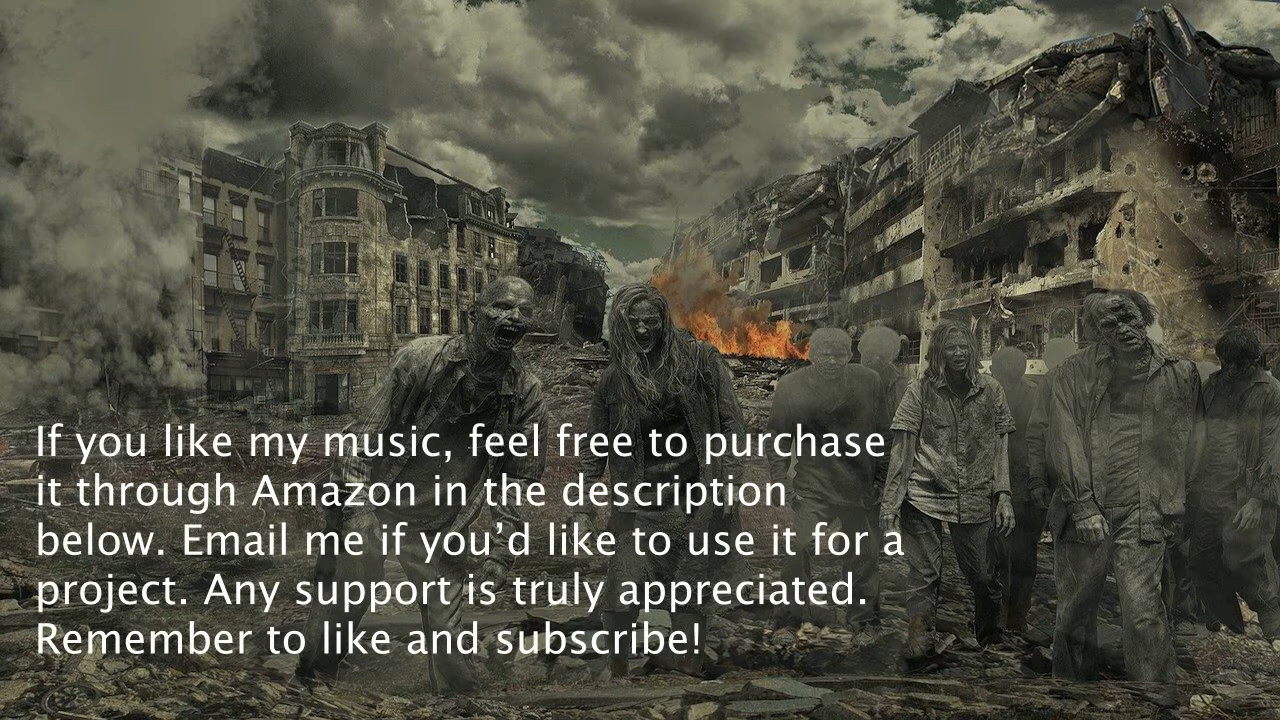 If you like my music, feel free to purchase
it through Amazon in the description
below. Email me if you’d like to use it for a
project. Any support is truly appreciated.
Remember to like and subscribe!